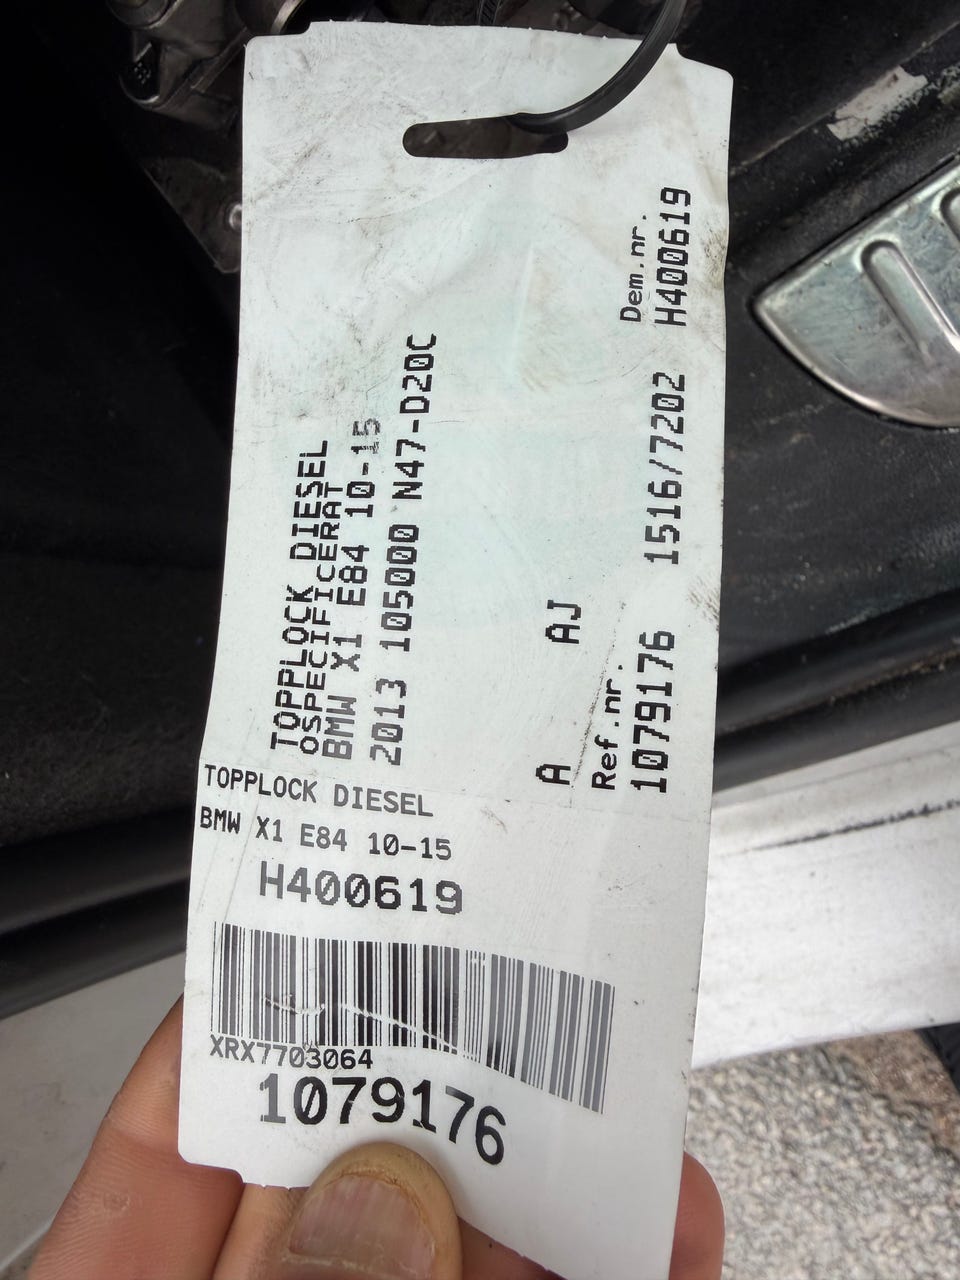 TOPPLOCK DIESEL
OSPECIFICERAT
BMW X1 E84 10-15
2013 105000 N47-D20C
A AJ
Ref.nr. Dem.nr.
1079176 1516/7202 H400619
TOPPLOCK DIESEL
BMW X1 E84 10-15
H400619
XRX7703064
1079176